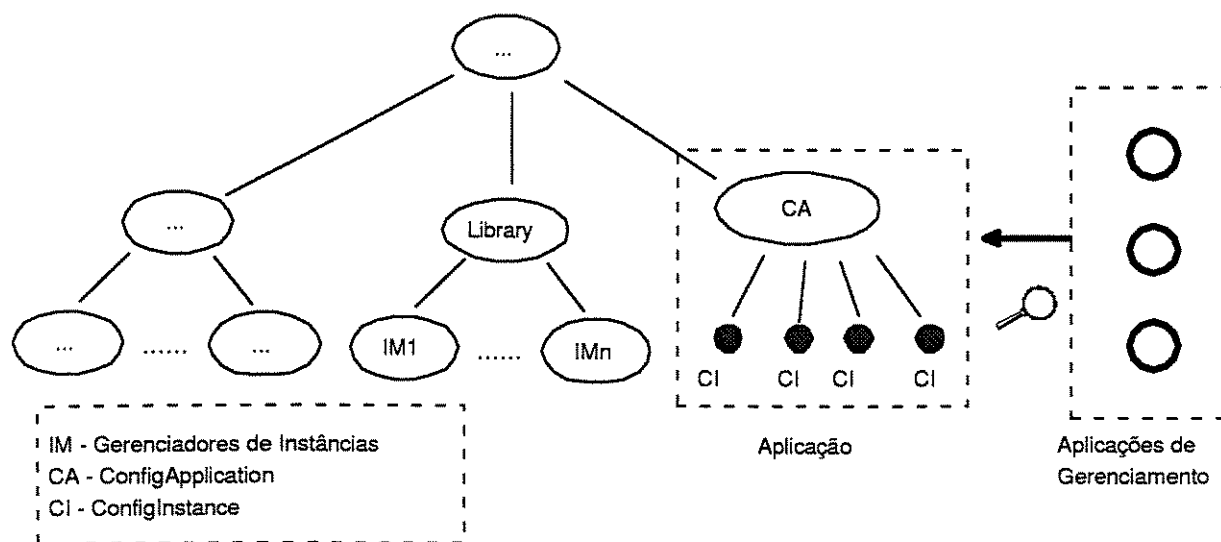 ...
...
Library
CA
...
......
...
IM1
......
IMn
CI
CI
CI
CI
IM - Gerenciadores de Instâncias
CA - ConfigApplication
CI - ConfigInstance
Aplicação
Aplicações de
Gerenciamento